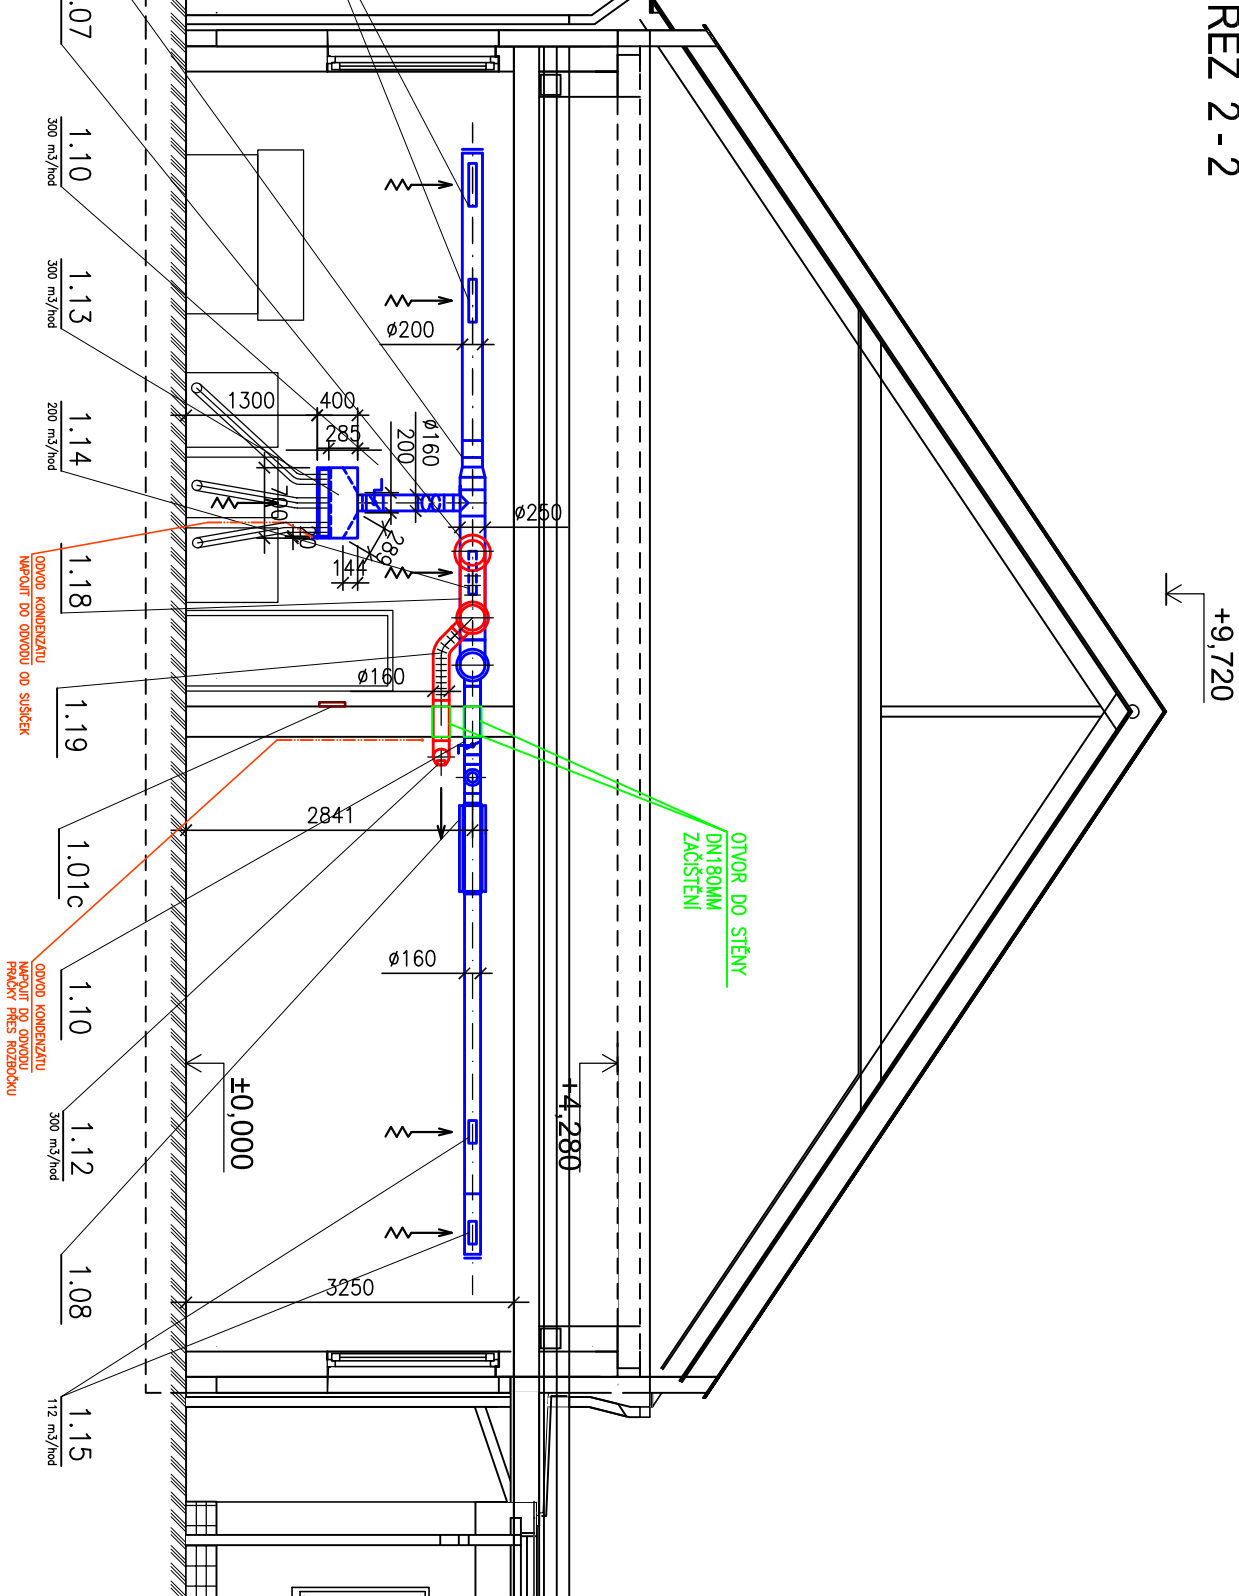 REZ 2 - 2
+9,720
+4,280
±0,000
OTVOR DO STĚNY
DN180MM
ZAČIŠTĚNÍ
ø200
ø160
200
ø250
1300
400
285
700
289
144
ø160
2841
ø160
3250
.07
1.10
300 m3/hod
1.13
300 m3/hod
1.14
200 m3/hod
1.18
1.19
1.01c
1.10
1.12
300 m3/hod
1.08
1.15
112 m3/hod
ODVOD KONDENZÁTU
NAPOJIT DO ODVODU OD SUŠIČEK
ODVOD KONDENZÁTU
NAPOJIT DO ODVODU
PRAČKY PŘES ROZBOČKU